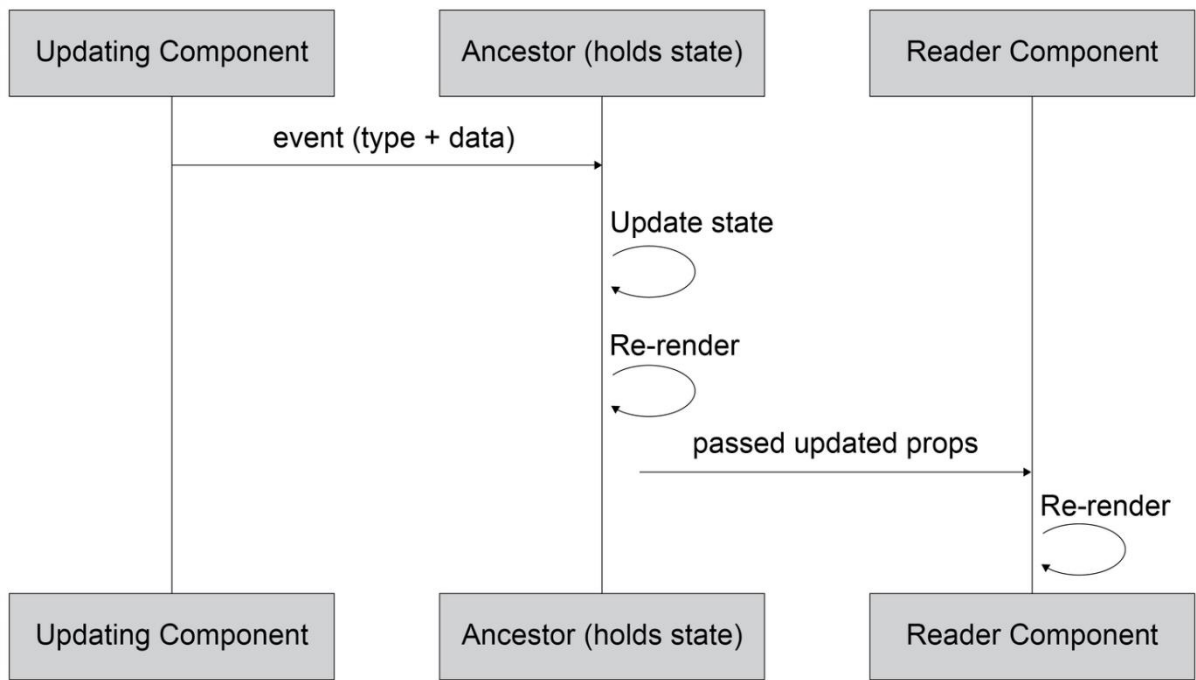 Updating Component
Ancestor (holds state)
Reader Component
event (type + data)
Update state
Re-render
passed updated props
Re-render
Updating Component
Ancestor (holds state)
Reader Component